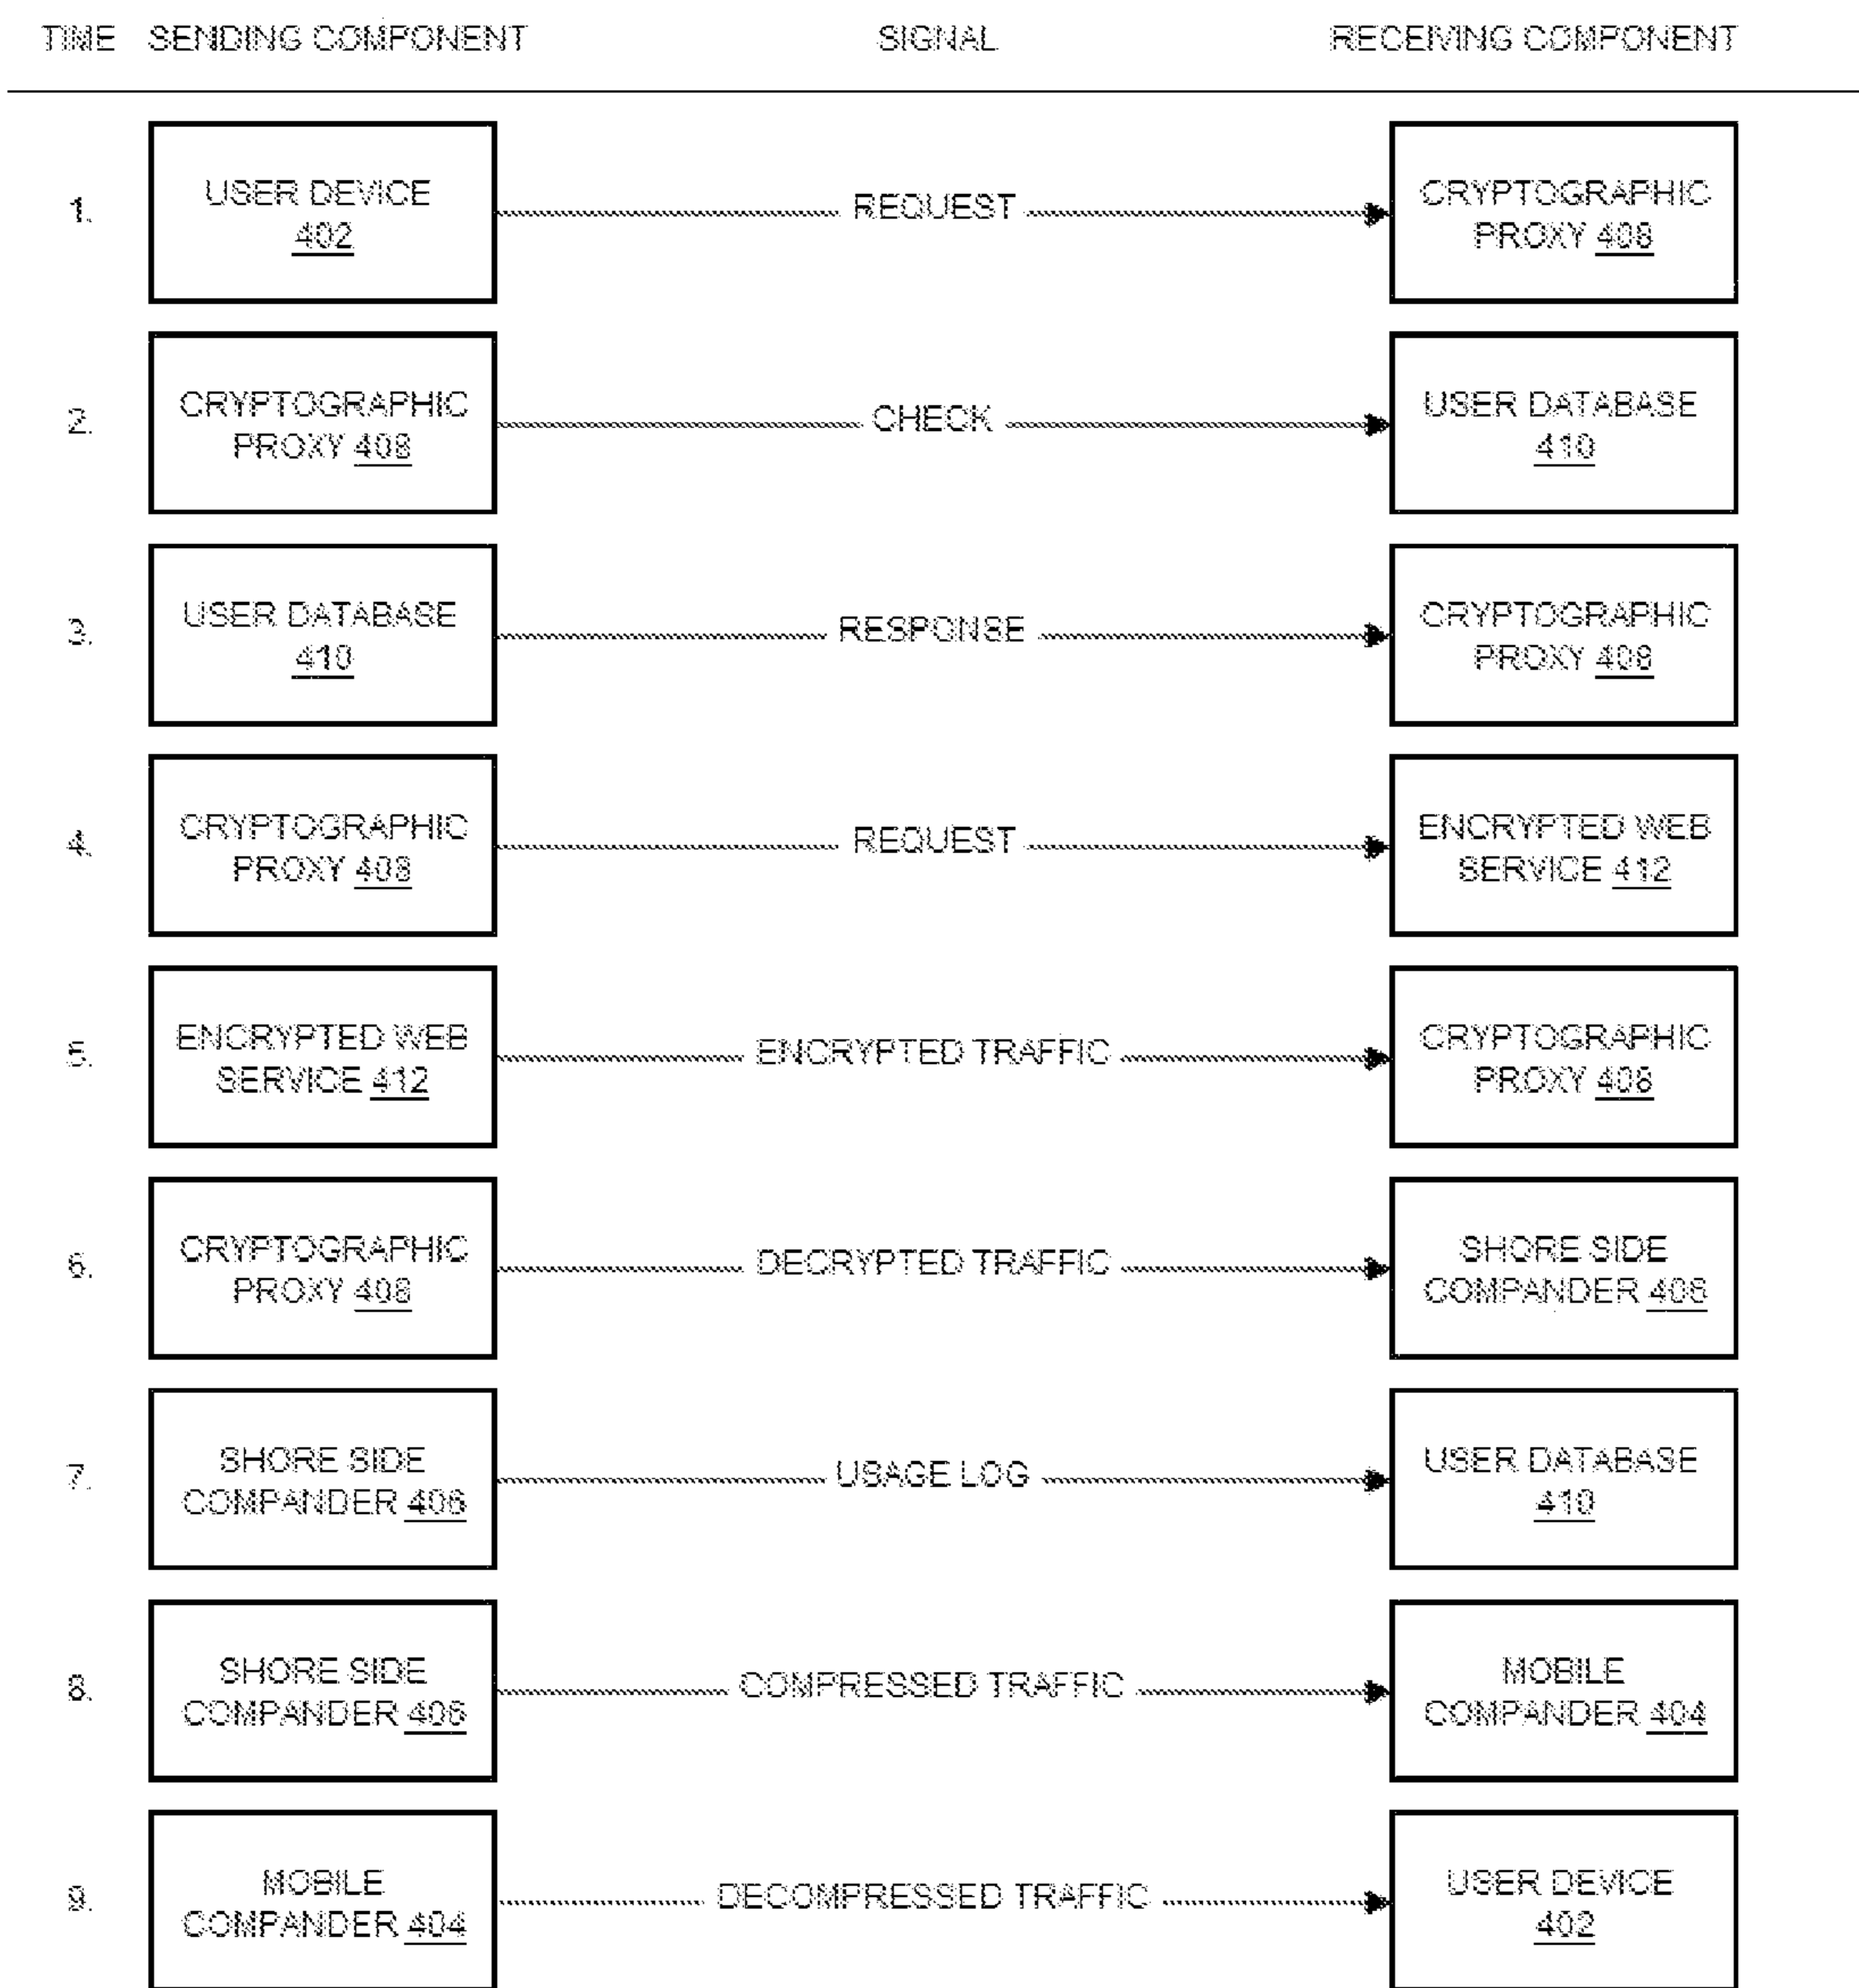 TIME SENDING COMPONENT SIGNAL RECEIVING COMPONENT
1. USER DEVICE 402 REQUEST CRYPTOGRAPHIC PROXY 408
2. CRYPTOGRAPHIC PROXY 408 CHECK USER DATABASE 410
3. USER DATABASE 410 RESPONSE CRYPTOGRAPHIC PROXY 408
4. CRYPTOGRAPHIC PROXY 408 REQUEST ENCRYPTED WEB SERVICE 412
5. ENCRYPTED WEB SERVICE 412 ENCRYPTED TRAFFIC CRYPTOGRAPHIC PROXY 408
6. CRYPTOGRAPHIC PROXY 408 DECRYPTED TRAFFIC SHORE SIDE COMPANDER 406
7. SHORE SIDE COMPANDER 406 USAGE LOG USER DATABASE 410
8. SHORE SIDE COMPANDER 406 COMPRESSED TRAFFIC MOBILE COMPANDER 404
9. MOBILE COMPANDER 404 DECOMPRESSED TRAFFIC USER DEVICE 402